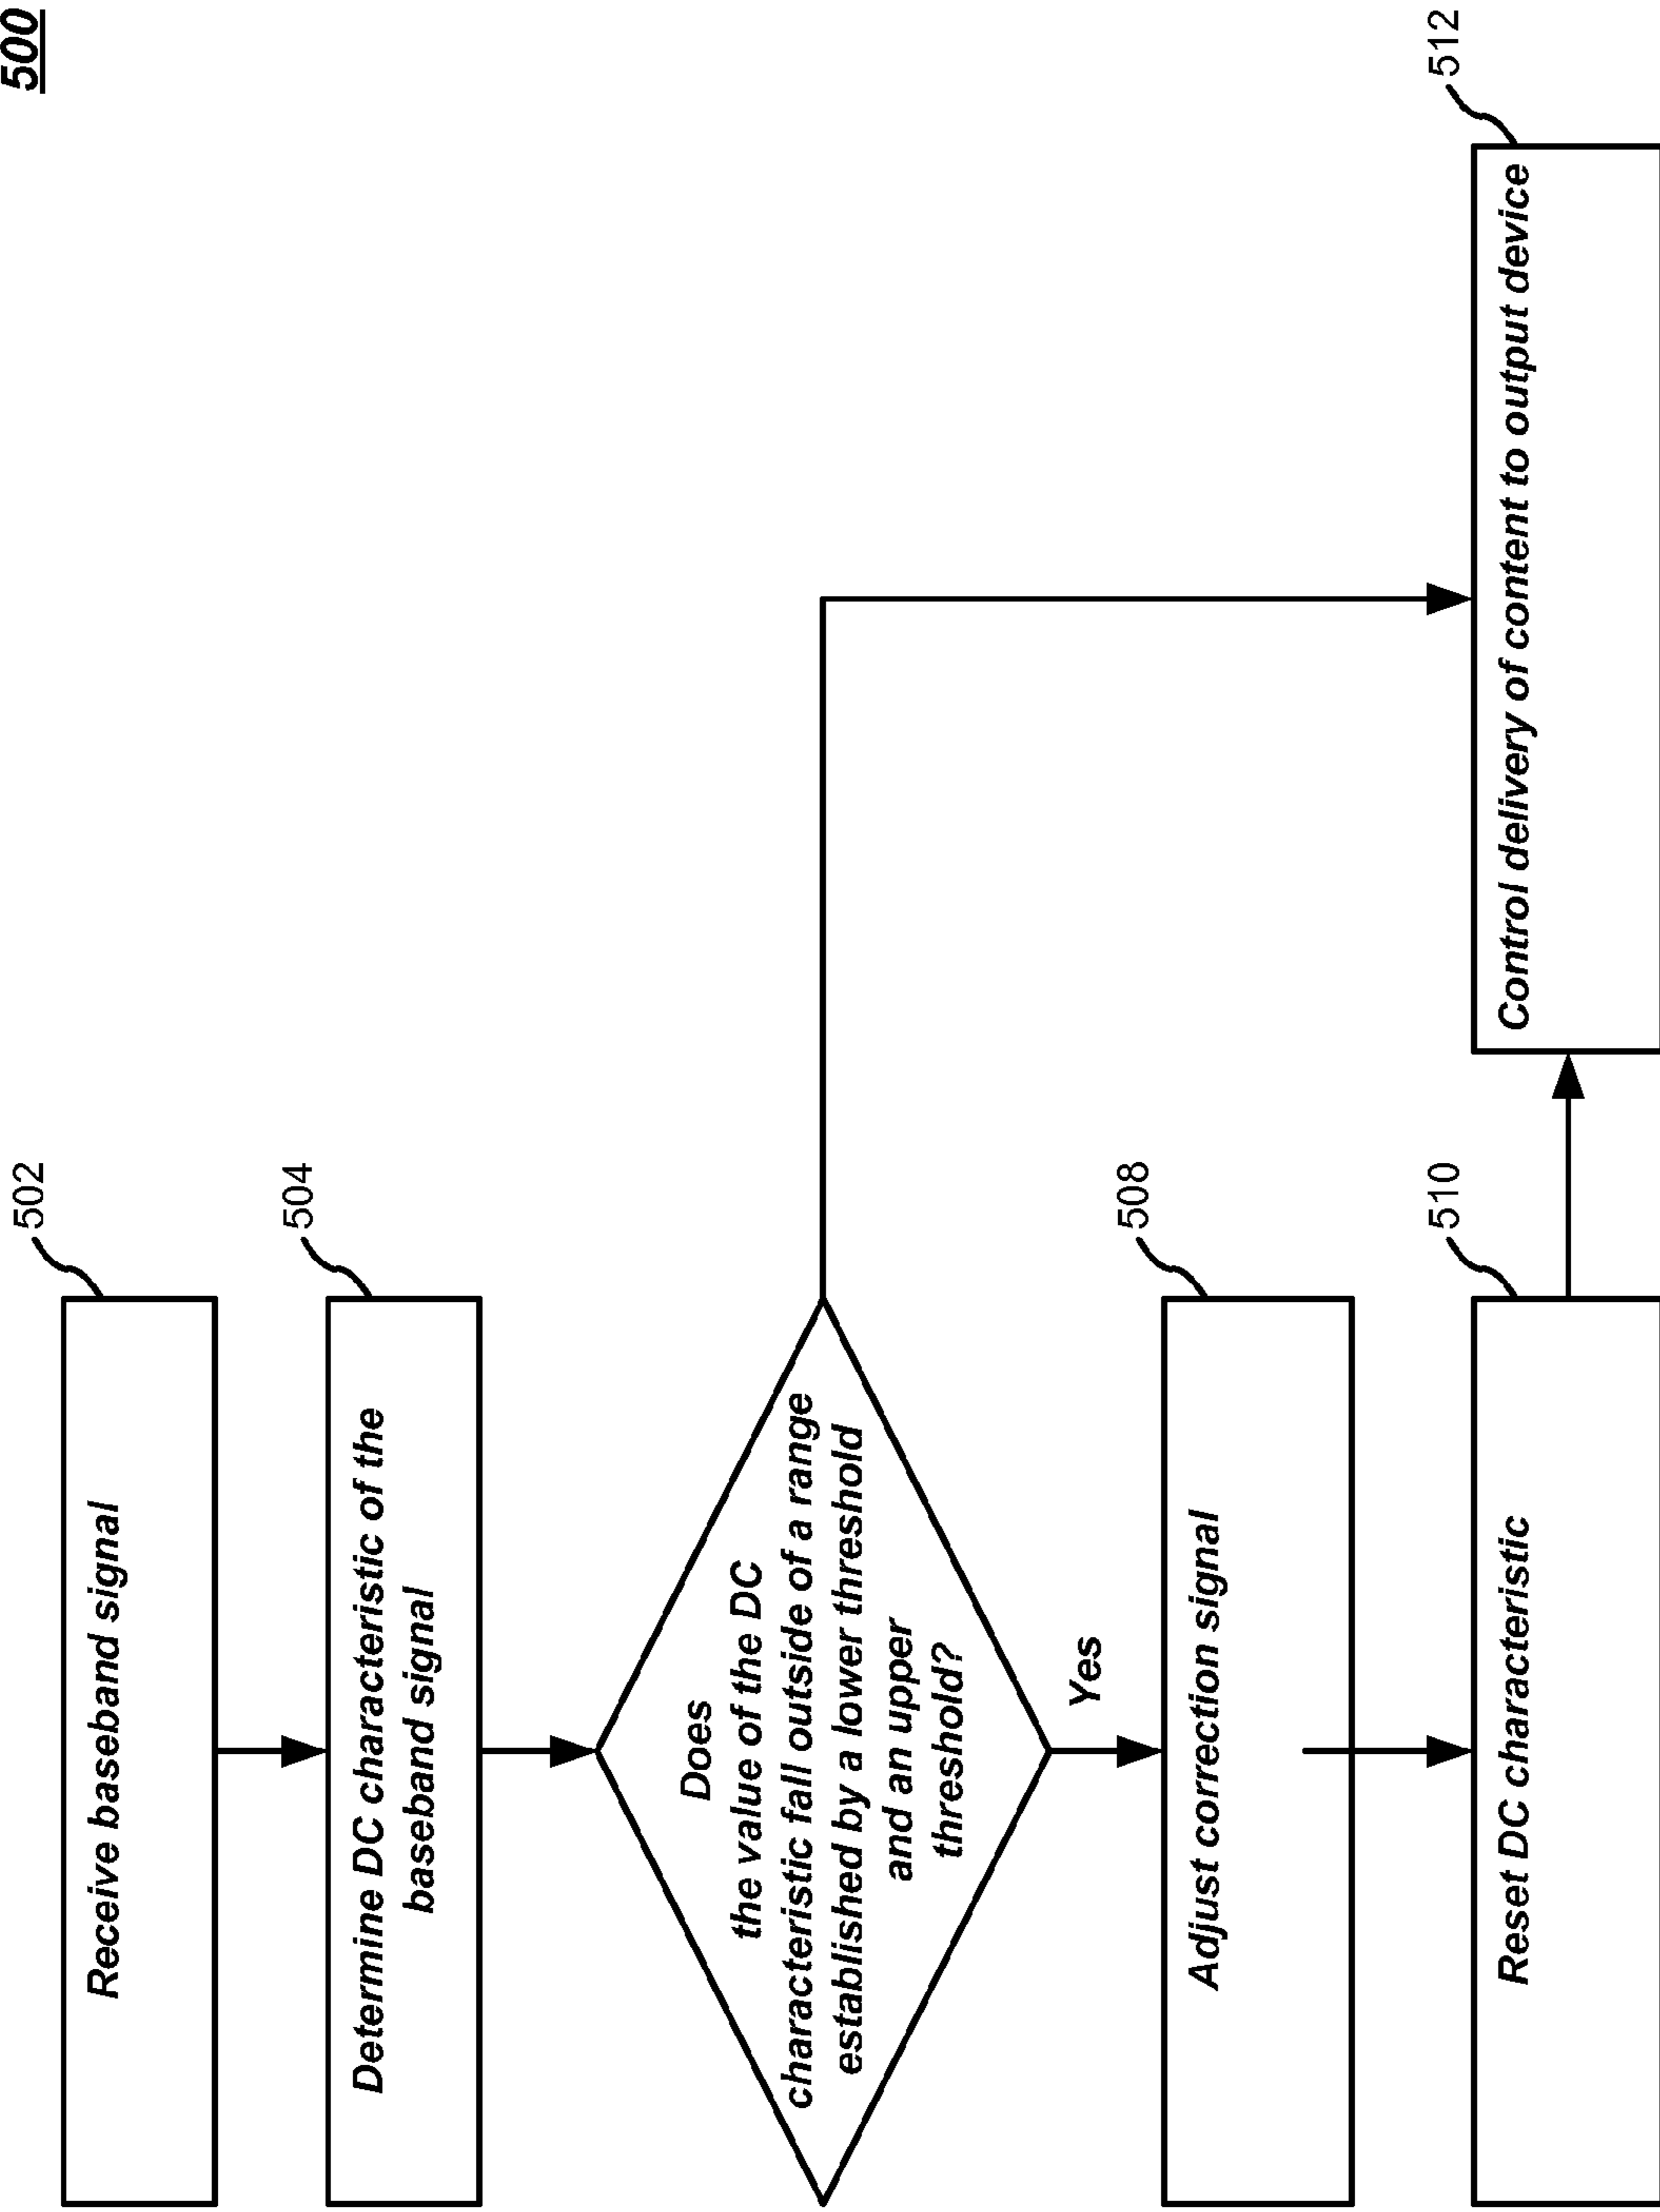 500
502
Receive baseband signal
504
Determine DC characteristic of the
baseband signal
Does
the value of the DC
characteristic fall outside of a range
established by a lower threshold
and an upper
threshold?
Yes
508
Adjust correction signal
510
Reset DC characteristic
512
Control delivery of content to output device